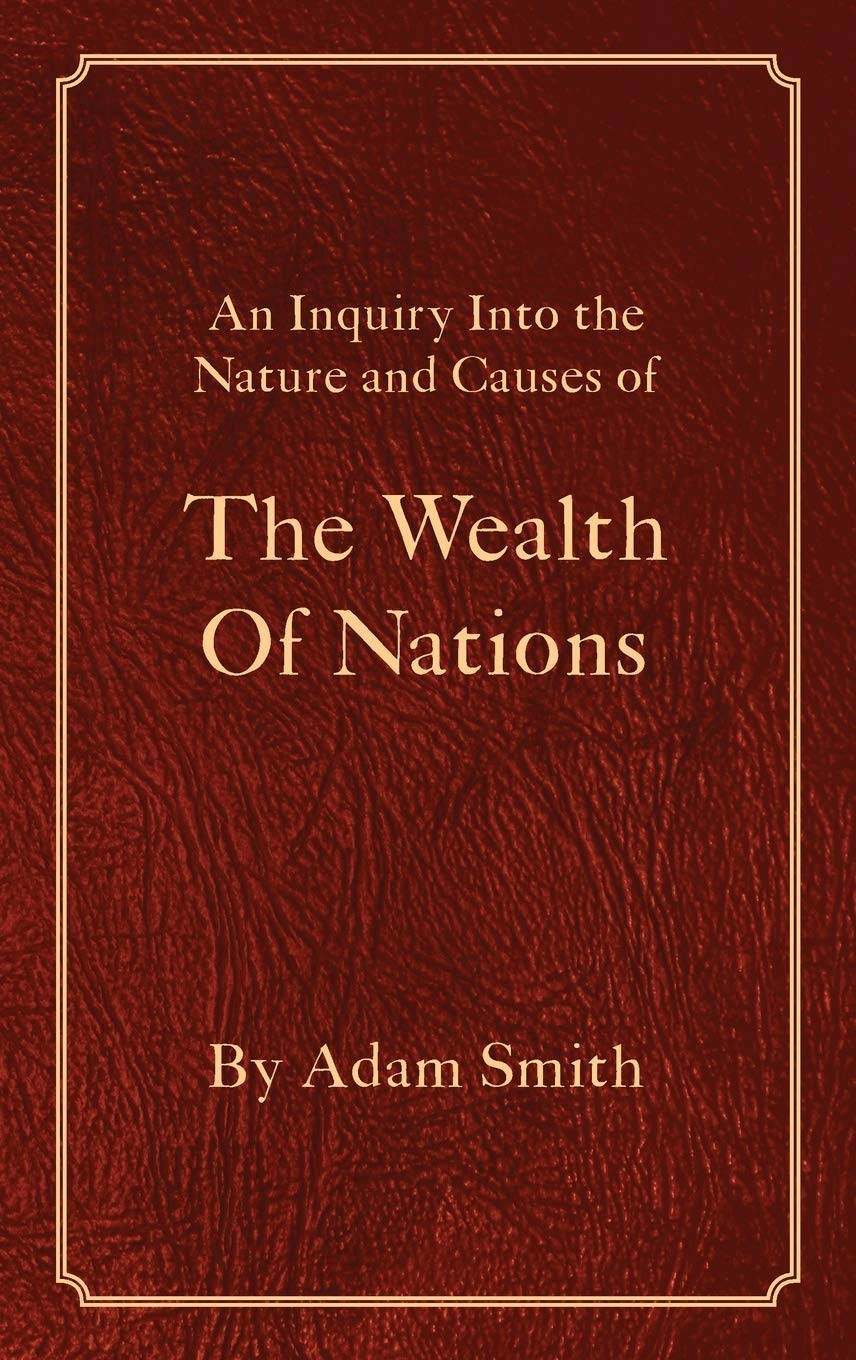 An Inquiry Into the
Nature and Causes of
The Wealth
Of Nations
By Adam Smith